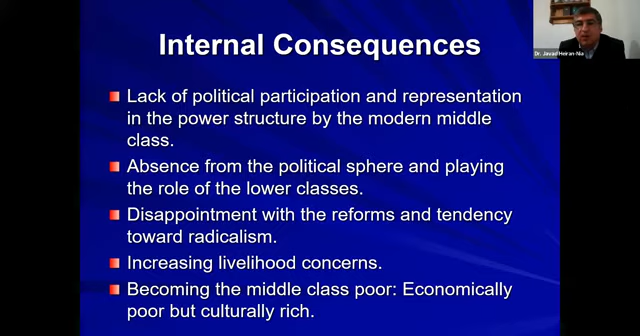 Internal Consequences
Dr. Javad Heiran-Nia
Lack of political participation and representation
in the power structure by the modern middle
class.
Absence from the political sphere and playing
the role of the lower classes.
Disappointment with the reforms and tendency
toward radicalism.
Increasing livelihood concerns.
Becoming the middle class poor: Economically
poor but culturally rich.